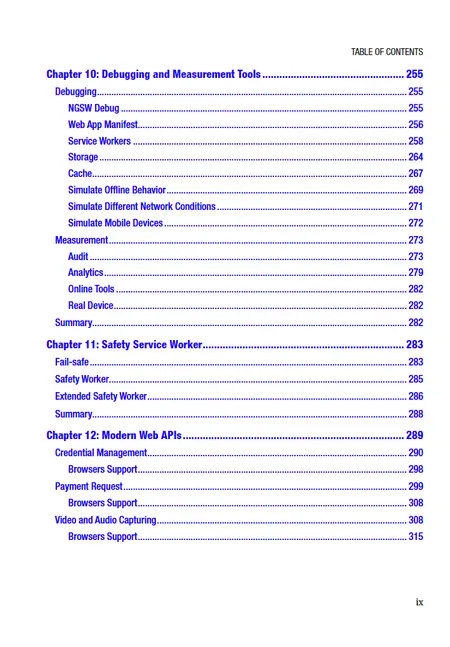 TABLE OF CONTENTS
Chapter 10: Debugging and Measurement Tools .................................................. 255
Debugging.................................................................................................................. 255
NGSW Debug ......................................................................................................... 255
Web App Manifest................................................................................................... 256
Service Workers ..................................................................................................... 258
Storage .................................................................................................................. 264
Cache..................................................................................................................... 267
Simulate Offline Behavior......................................................................................... 269
Simulate Different Network Conditions ...................................................................... 271
Simulate Mobile Devices.......................................................................................... 272
Measurement.............................................................................................................. 273
Audit ...................................................................................................................... 273
Analytics................................................................................................................. 279
Online Tools ........................................................................................................... 282
Real Device............................................................................................................ 282
Summary.................................................................................................................... 282
Chapter 11: Safety Service Worker....................................................................... 283
Fail-safe ..................................................................................................................... 283
Safety Worker.............................................................................................................. 285
Extended Safety Worker................................................................................................ 286
Summary.................................................................................................................... 288
Chapter 12: Modern Web APIs.............................................................................. 289
Credential Management................................................................................................ 290
Browsers Support.................................................................................................... 298
Payment Request......................................................................................................... 299
Browsers Support.................................................................................................... 308
Video and Audio Capturing............................................................................................ 308
Browsers Support.................................................................................................... 315
ix